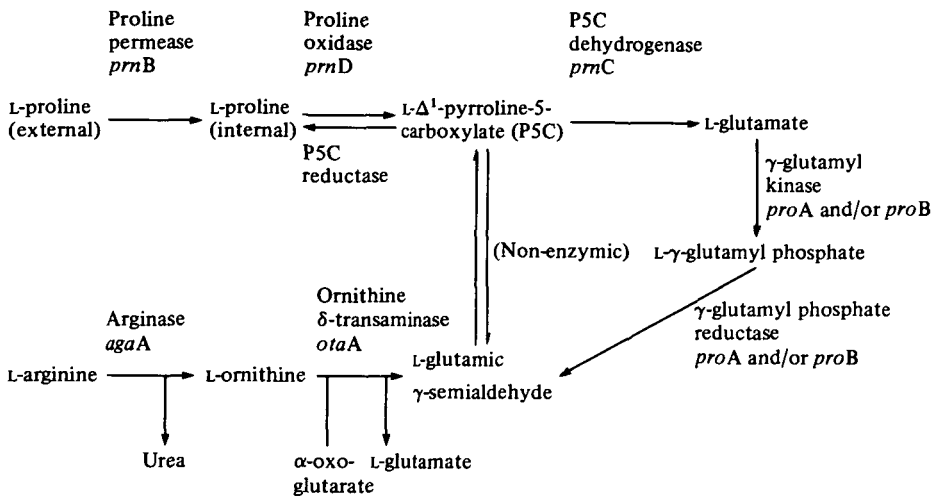 Proline
permease
prnB
Proline
oxidase
prnD
P5C
dehydrogenase
prnC
L-proline
(external)
L-proline
(internal)
L-Δ¹-pyrroline-5-
carboxylate (P5C)
L-glutamate
P5C
reductase
γ-glutamyl
kinase
proA and/or proB
(Non-enzymic)
L-γ-glutamyl phosphate
γ-glutamyl phosphate
reductase
proA and/or proB
Arginase
agaA
Ornithine
δ-transaminase
otaA
L-arginine
L-ornithine
L-glutamic
γ-semialdehyde
Urea
α-oxo-
glutarate
L-glutamate